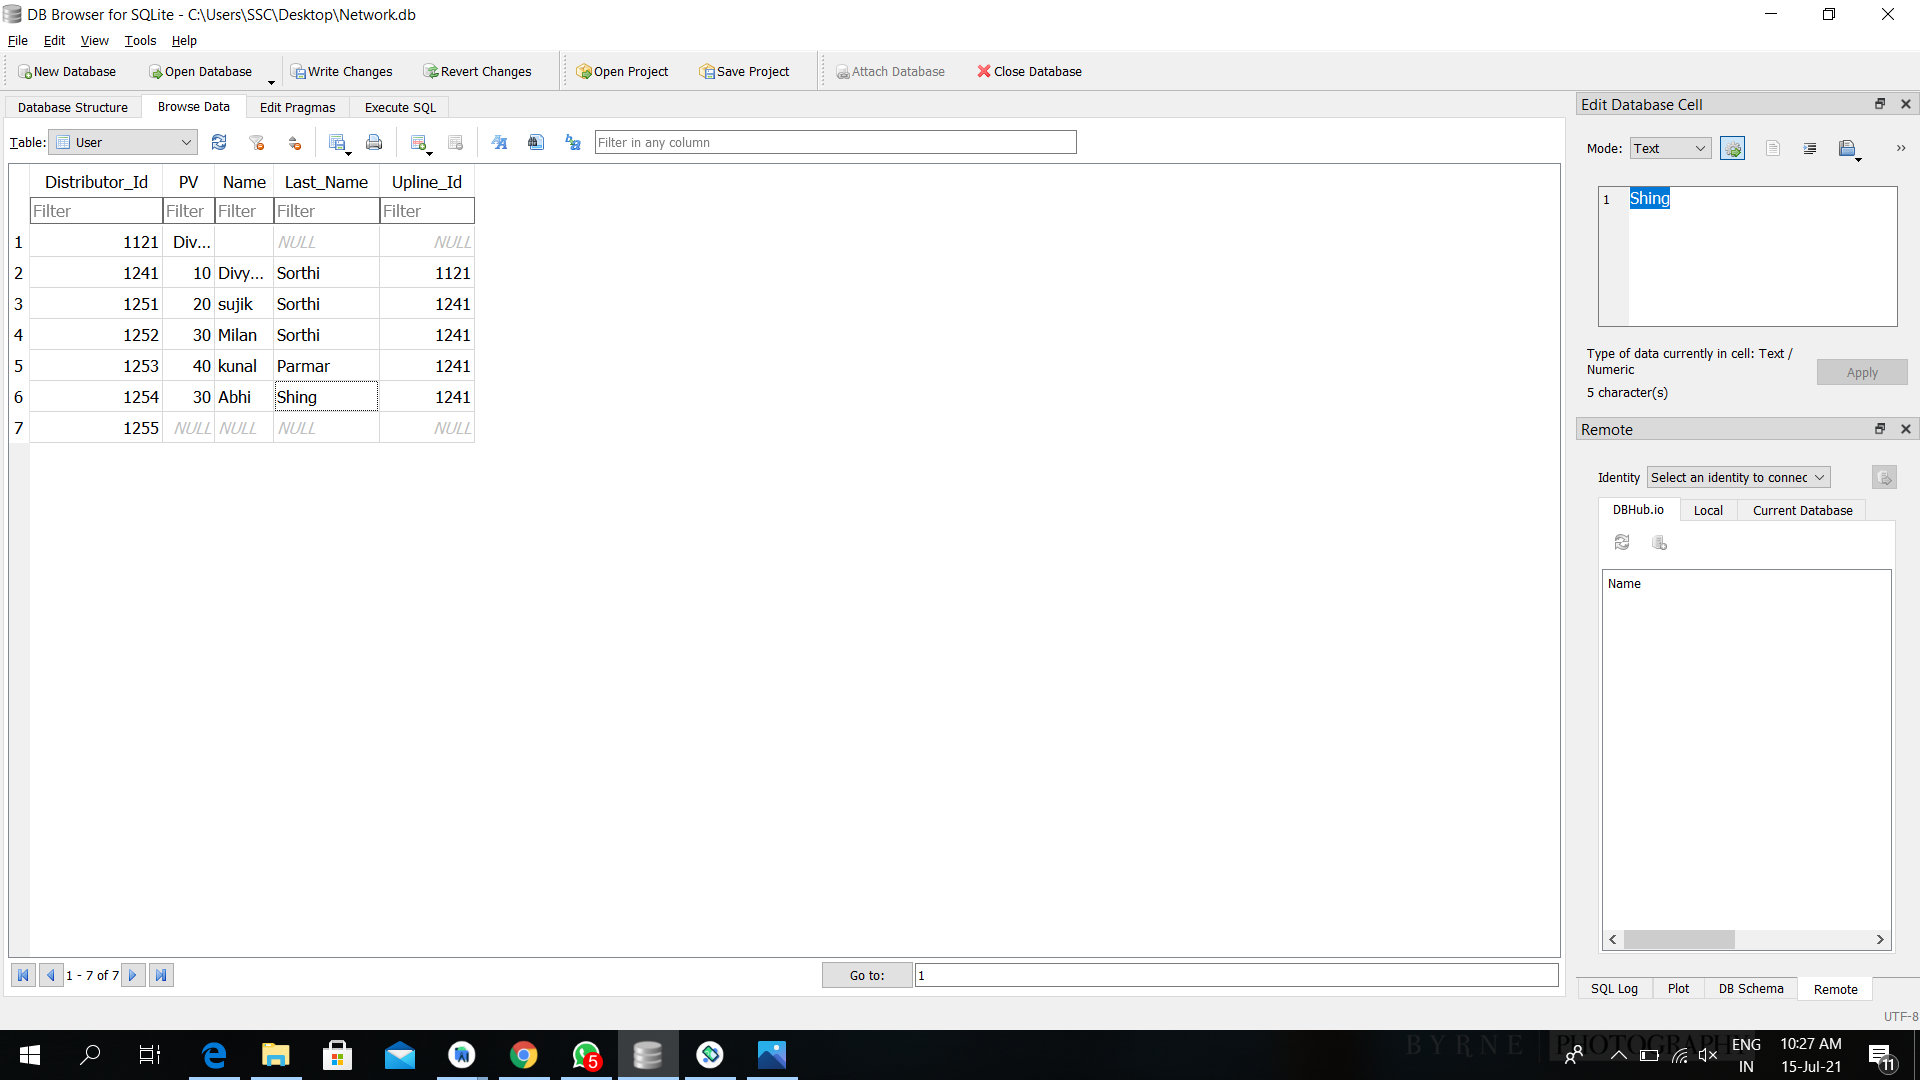 DB Browser for SQLite - C:\Users\SSC\Desktop\Network.db
File Edit View Tools Help
New Database Open Database Write Changes Revert Changes Open Project Save Project Attach Database Close Database
Database Structure Browse Data Edit Pragmas Execute SQL
Table: User Filter in any column
Distributor_Id PV Name Last_Name Upline_Id
Filter Filter Filter Filter Filter
1 1121 Div... NULL NULL
2 1241 10 Divy... Sorthi 1121
3 1251 20 sujik Sorthi 1241
4 1252 30 Milan Sorthi 1241
5 1253 40 kunal Parmar 1241
6 1254 30 Abhi Shing 1241
7 1255 NULL NULL NULL NULL
1 - 7 of 7 Go to: 1
Edit Database Cell
Mode: Text
1 Shing
Type of data currently in cell: Text /
Numeric
5 character(s)
Apply
Remote
Identity Select an identity to connec
DBHub.io Local Current Database
Name
SQL Log Plot DB Schema Remote
UTF-8
5
BYRNE PHOTOGRAPHY
ENG
IN
10:27 AM
15-Jul-21
11